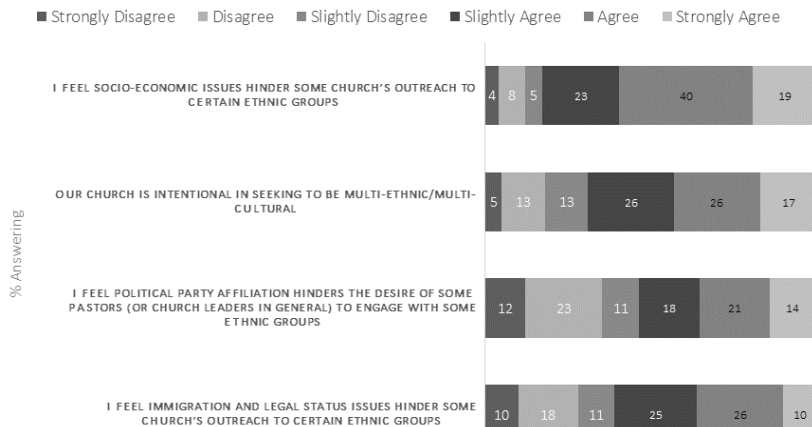 Strongly Disagree Disagree Slightly Disagree Slightly Agree Agree Strongly Agree
I FEEL SOCIO-ECONOMIC ISSUES HINDER SOME CHURCH'S OUTREACH TO
CERTAIN ETHNIC GROUPS
4 8 5 23 40 19
OUR CHURCH IS INTENTIONAL IN SEEKING TO BE MULTI-ETHNIC/MULTI-
CULTURAL
5 13 13 26 26 17
% Answering
I FEEL POLITICAL PARTY AFFILIATION HINDERS THE DESIRE OF SOME
PASTORS (OR CHURCH LEADERS IN GENERAL) TO ENGAGE WITH SOME
ETHNIC GROUPS
12 23 11 18 21 14
I FEEL IMMIGRATION AND LEGAL STATUS ISSUES HINDER SOME
CHURCH'S OUTREACH TO CERTAIN ETHNIC GROUPS
10 18 11 25 26 10